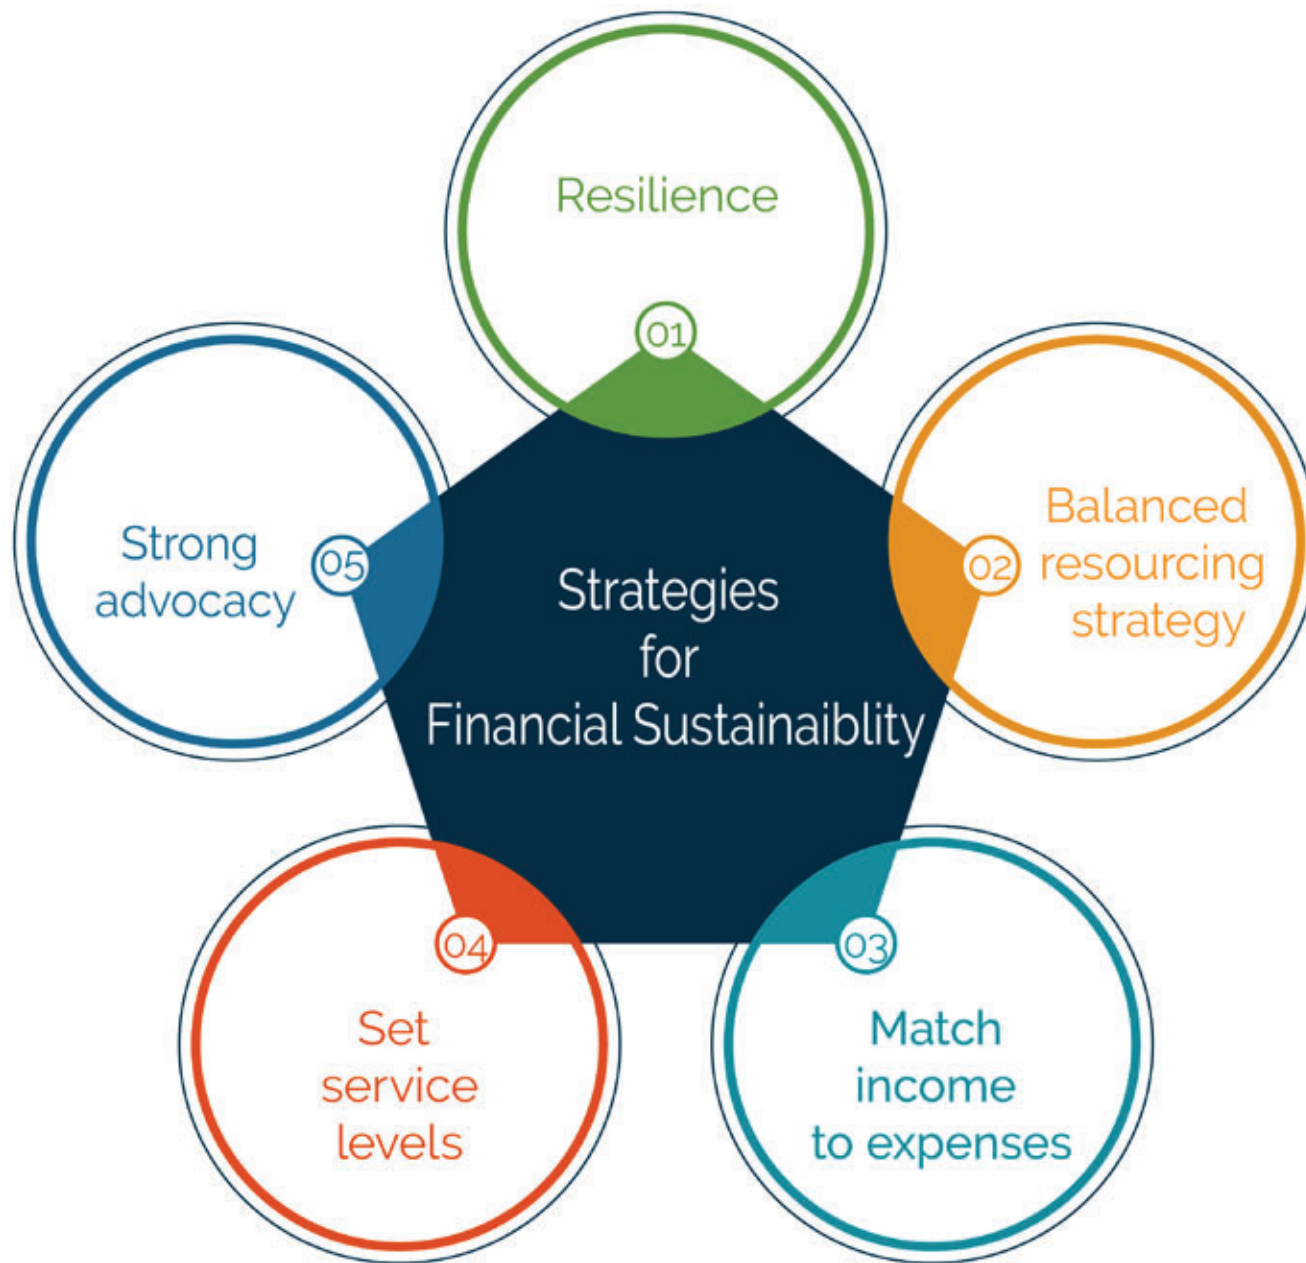 Resilience
01
Balanced
resourcing
strategy
02
Match
income
to expenses
03
Set
service
levels
04
Strong
advocacy
05
Strategies
for
Financial Sustainaiblity